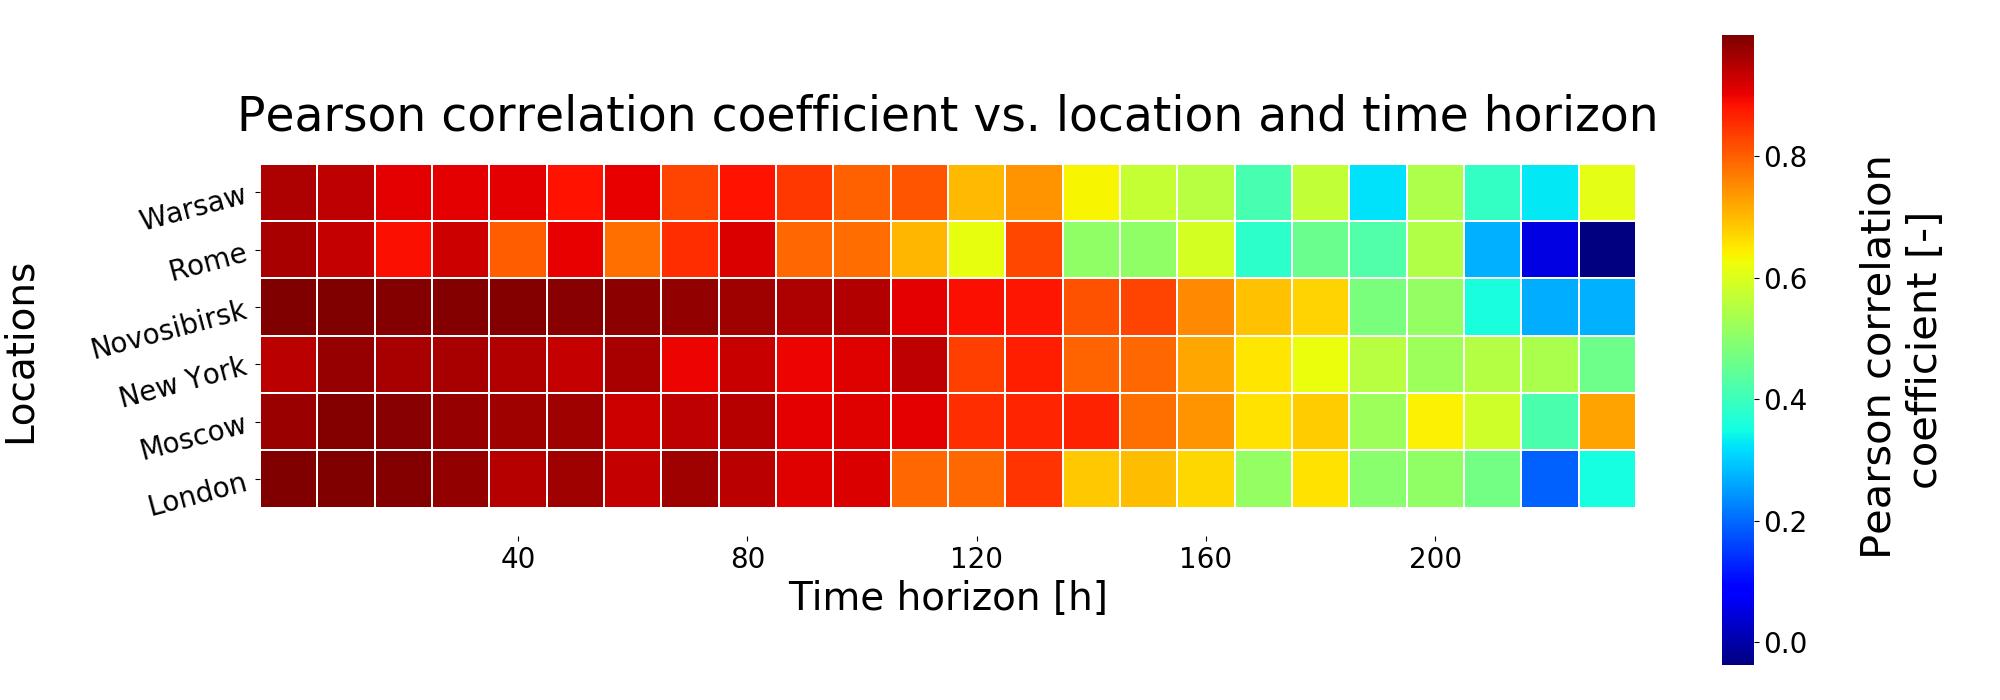 Pearson correlation coefficient vs. location and time horizon
Locations
Warsaw
Rome
Novosibirsk
New York
Moscow
London
40 80 120 160 200
Time horizon [h]
0.8
0.6
0.4
0.2
0.0
Pearson correlation
coefficient [-]